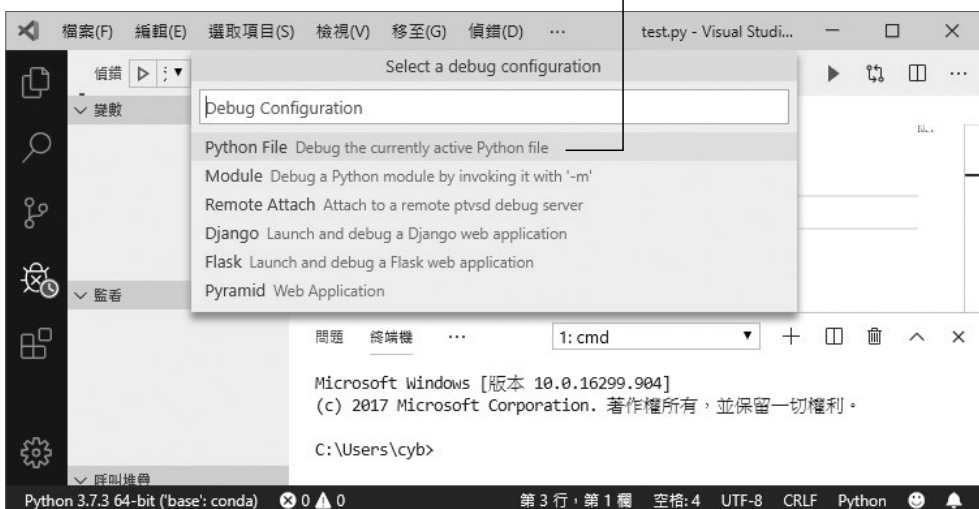 檔案(F) 編輯(E) 選取項目(S) 檢視(V) 移至(G) 偵錯(D) ... test.py - Visual Studi...
偵錯
Select a debug configuration
Debug Configuration
Python File Debug the currently active Python file
Module Debug a Python module by invoking it with '-m'
Remote Attach Attach to a remote ptvsd debug server
Django Launch and debug a Django web application
Flask Launch and debug a Flask web application
Pyramid Web Application
變數
監看
呼叫堆疊
問題 終端機 ... 1: cmd
Microsoft Windows [版本 10.0.16299.904]
(c) 2017 Microsoft Corporation. 著作權所有，並保留一切權利。
C:\Users\cyb>
Python 3.7.3 64-bit ('base': conda) 0 0 第 3 行，第 1 欄 空格: 4 UTF-8 CRLF Python